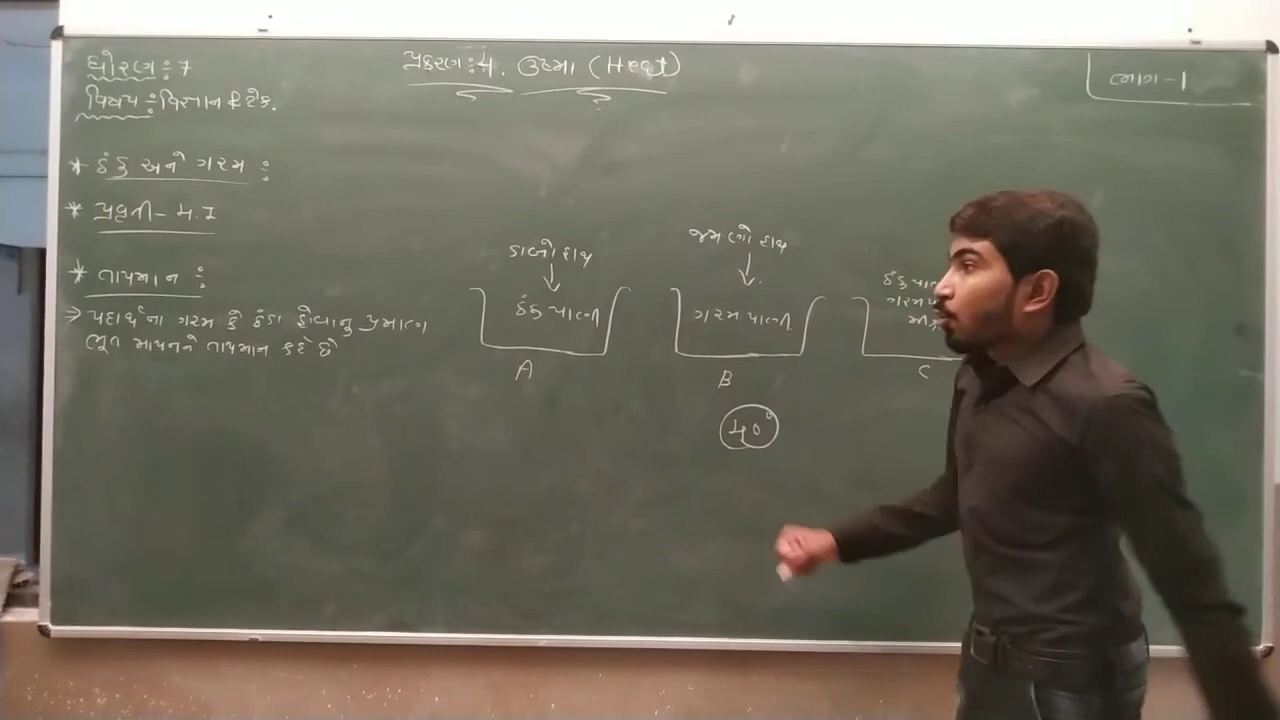 ધોરણ : 7
પ્રકરણ : 4. ઉષ્મા (Heat)
ભાગ-1
વિષય : વિજ્ઞાન & ટેક.
* ઠંડુ અને ગરમ :
* પ્રવૃતી - 4.1
* તાપમાન :
⇒ પદાર્થના ગરમ કે ઠંડા હોવાનુ પ્રમાણ
ભૂત માપનને તાપમાન કહે છે
ડાબો હાથ
ઠંડુ પાણી
A
જમણો હાથ
ગરમ પાણી
B
40°
ઠંડુ
ગરમ
C